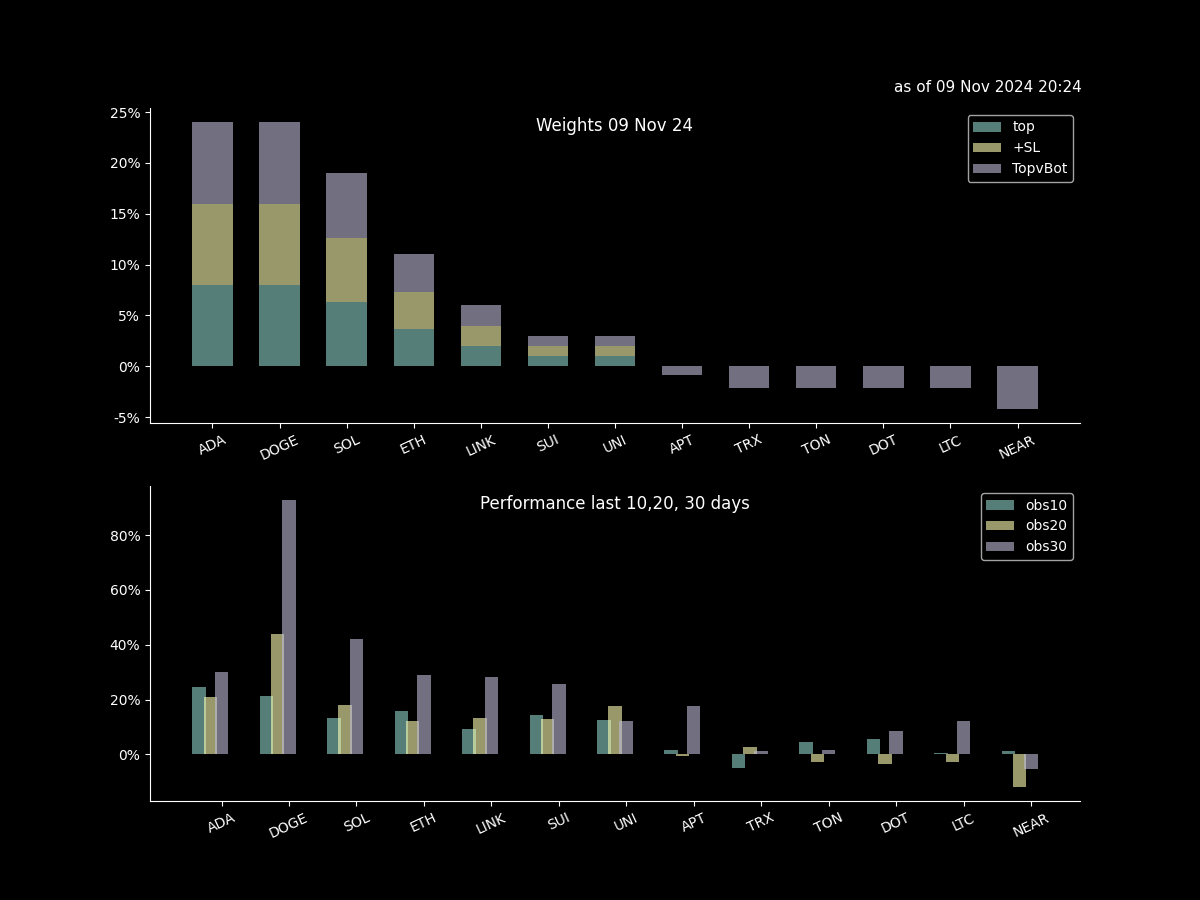 as of 09 Nov 2024 20:24
Weights 09 Nov 24
25%
20%
15%
10%
5%
0%
-5%
top
+SL
TopvBot
ADA DOGE SOL ETH LINK SUI UNI APT TRX TON DOT LTC NEAR
Performance last 10,20, 30 days
80%
60%
40%
20%
0%
obs10
obs20
obs30
ADA DOGE SOL ETH LINK SUI UNI APT TRX TON DOT LTC NEAR